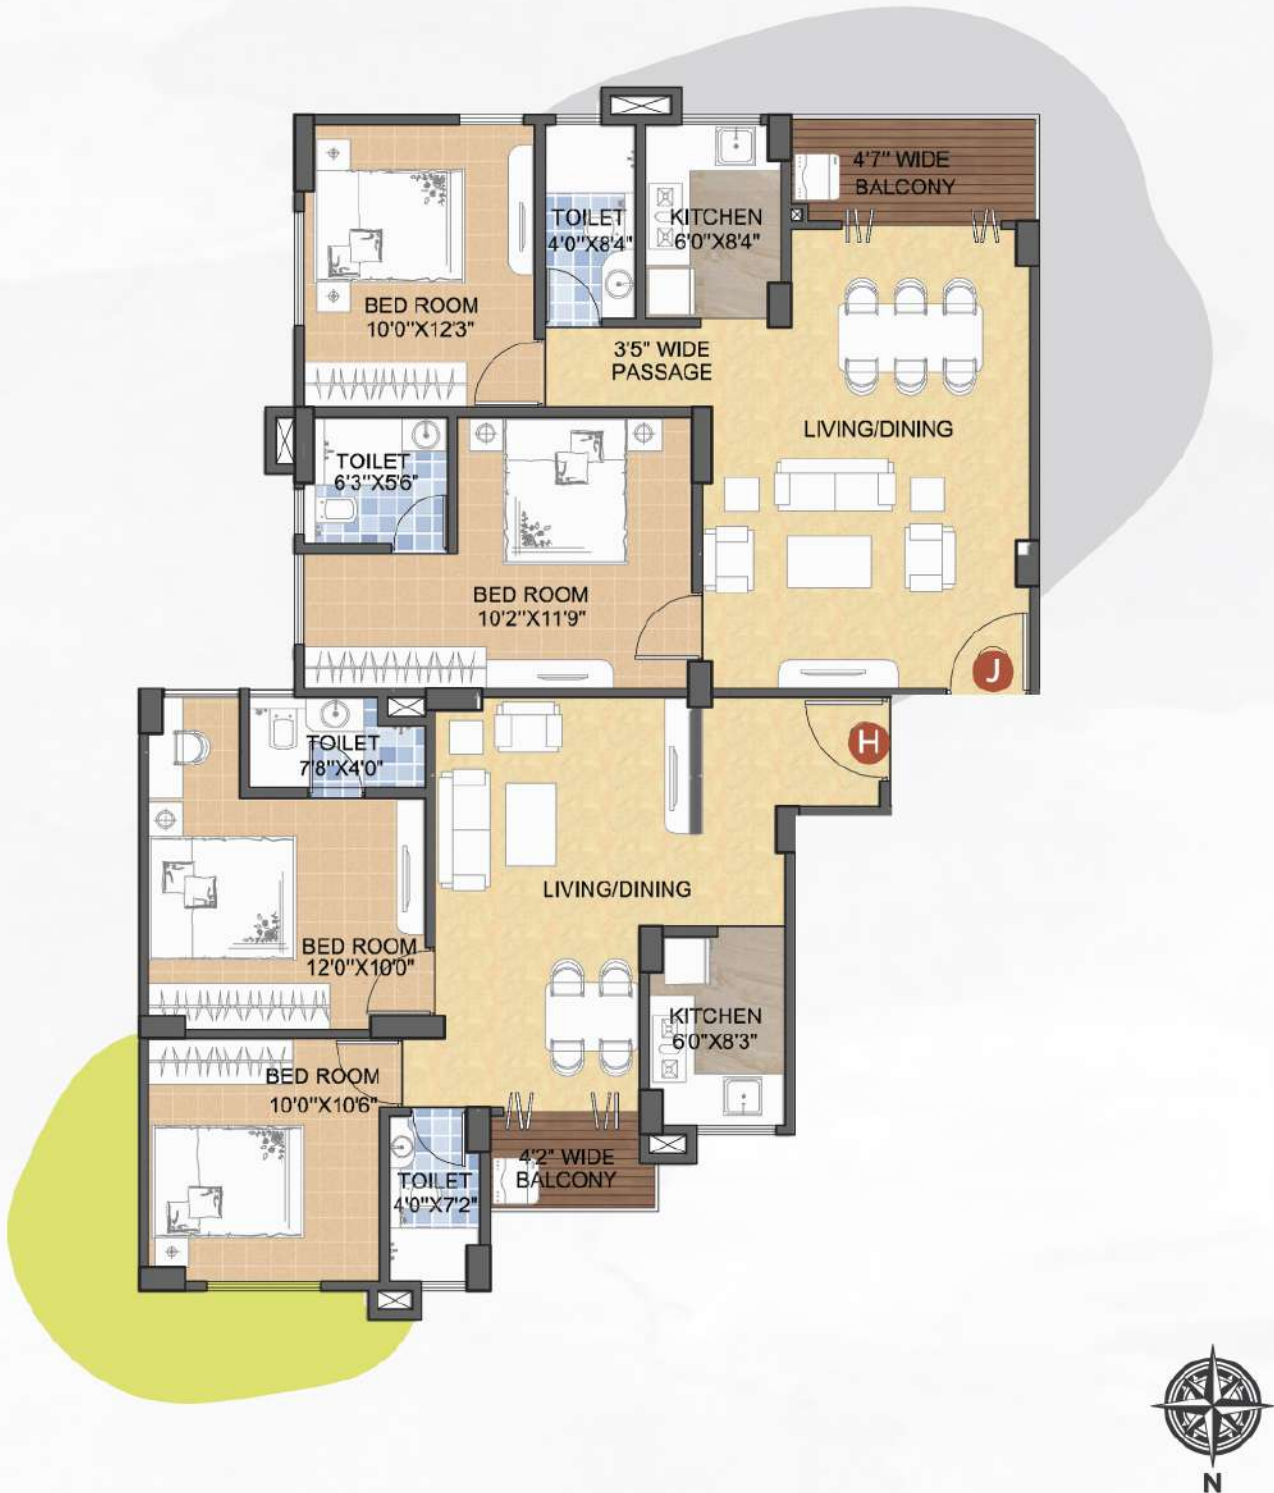 4'7" WIDE
BALCONY
TOILET
4'0"X8'4"
KITCHEN
6'0"X8'4"
BED ROOM
10'0"X12'3"
3'5" WIDE
PASSAGE
LIVING/DINING
TOILET
6'3"X5'6"
BED ROOM
10'2"X11'9"
J
H
TOILET
7'8"X4'0"
LIVING/DINING
BED ROOM
12'0"X10'0"
KITCHEN
6'0"X8'3"
BED ROOM
10'0"X10'6"
4'2" WIDE
BALCONY
TOILET
4'0"X7'2"
N